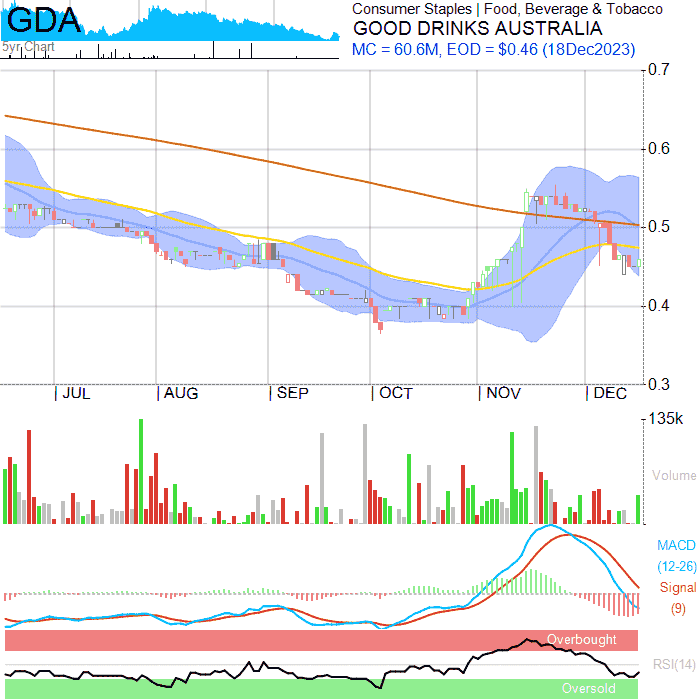 GDA
5yr Chart
Consumer Staples | Food, Beverage & Tobacco
GOOD DRINKS AUSTRALIA
MC = 60.6M, EOD = $0.46 (18Dec2023)
0.7
0.6
0.5
0.4
0.3
JUL AUG SEP OCT NOV DEC
135k
Volume
MACD
(12-26)
Signal
(9)
Overbought
RSI(14)
Oversold